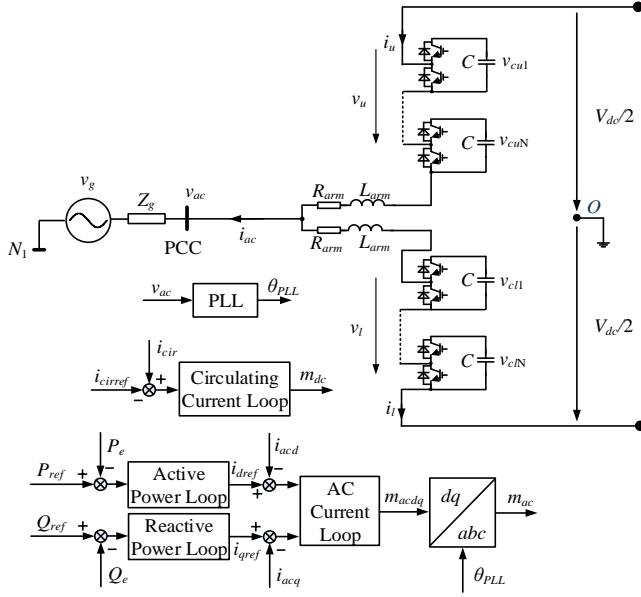 i_u
C
v_cu1
v_u
V_dc/2
C
v_cuN
v_g
R_arm L_arm
Z_g
v_ac
O
N_1
i_ac
PCC
R_arm L_arm
C
v_cl1
v_ac
PLL
θ_PLL
v_l
V_dc/2
C
v_clN
i_cir
i_cirref
+
−
Circulating
Current Loop
m_dc
i_l
P_e
i_acd
P_ref
+
−
Active
Power Loop
i_dref
+
−
AC
Current
Loop
m_acdq
dq
abc
m_ac
Q_ref
+
−
Reactive
Power Loop
i_qref
+
−
Q_e
i_acq
θ_PLL